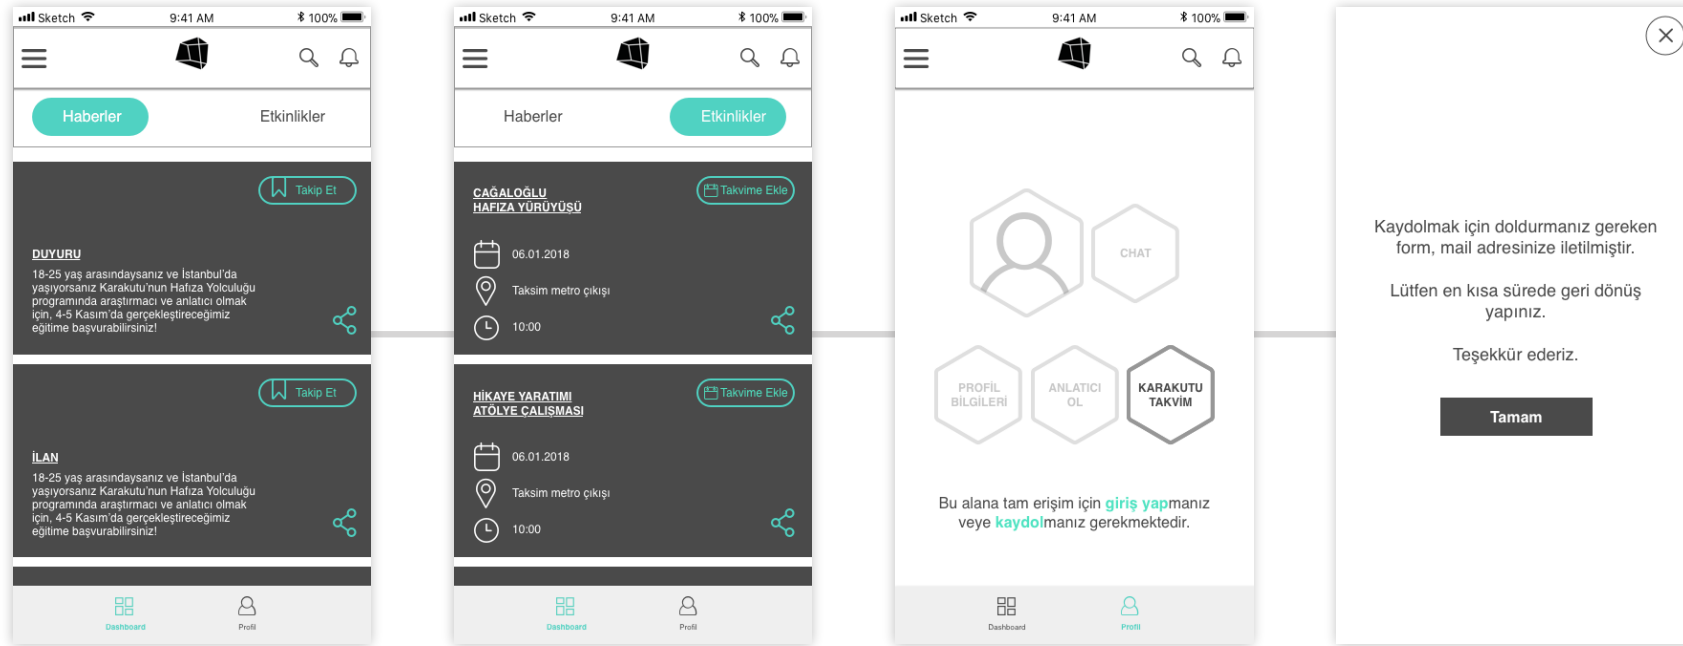 Sketch 9:41 AM 100%
Haberler Etkinlikler
Takip Et
DUYURU
18-25 yaş arasındaysanız ve İstanbul'da
yaşıyorsanız Karakutu'nun Hafıza Yolculuğu
programında araştırmacı ve anlatıcı olmak
için, 4-5 Kasım'da gerçekleştireceğimiz
eğitime başvurabilirsiniz!
Takip Et
İLAN
18-25 yaş arasındaysanız ve İstanbul'da
yaşıyorsanız Karakutu'nun Hafıza Yolculuğu
programında araştırmacı ve anlatıcı olmak
için, 4-5 Kasım'da gerçekleştireceğimiz
eğitime başvurabilirsiniz!
Dashboard Profil
Sketch 9:41 AM 100%
Haberler Etkinlikler
Takvime Ekle
CAĞALOĞLU
HAFIZA YÜRÜYÜŞÜ
06.01.2018
Taksim metro çıkışı
10:00
Takvime Ekle
HİKAYE YARATIMI
ATÖLYE ÇALIŞMASI
06.01.2018
Taksim metro çıkışı
10:00
Dashboard Profil
Sketch 9:41 AM 100%
CHAT
PROFİL
BİLGİLERİ
ANLATICI
OL
KARAKUTU
TAKVİM
Bu alana tam erişim için giriş yapmanız
veya kaydolmanız gerekmektedir.
Dashboard Profil
Kaydolmak için doldurmanız gereken
form, mail adresinize iletilmiştir.
Lütfen en kısa sürede geri dönüş
yapınız.
Teşekkür ederiz.
Tamam